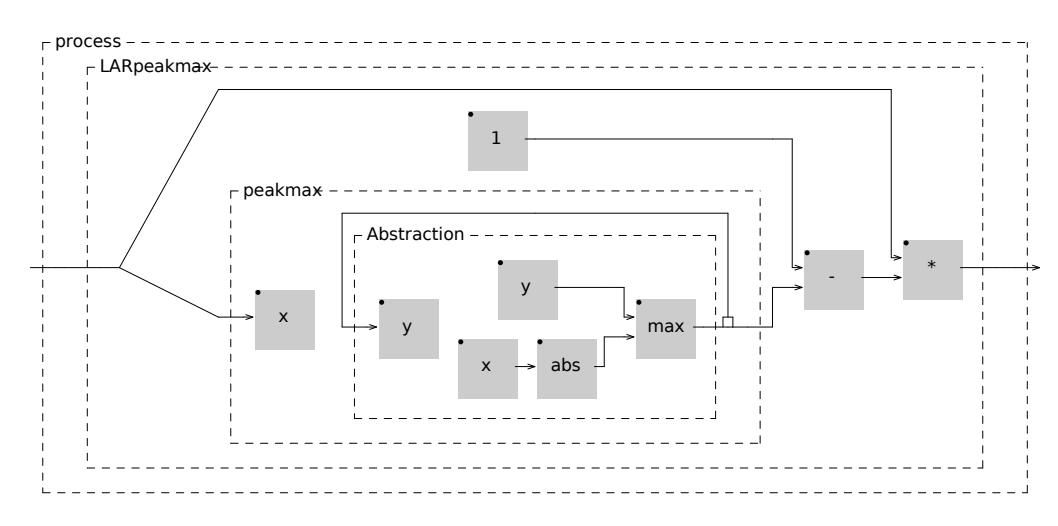 process
LARpeakmax
1
peakmax
Abstraction
y
x
y
max
-
*
x
abs